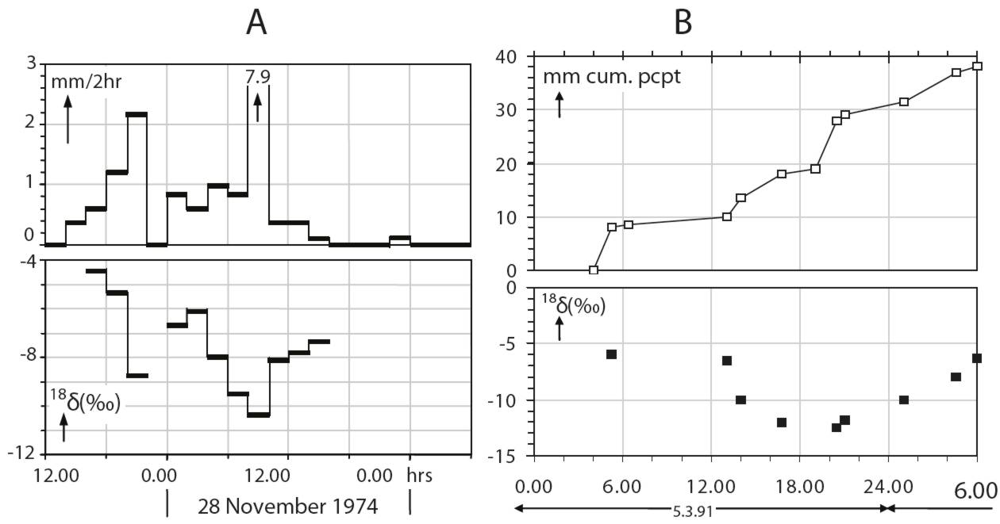 A
3
mm/2hr
7.9
2
1
0
-4
-8
18δ(‰)
-12
12.00 0.00 12.00 0.00 hrs
28 November 1974
B
40
mm cum. pcpt
30
20
10
0
0
18δ(‰)
-5
-10
-15
0.00 6.00 12.00 18.00 24.00 6.00
5.3.91